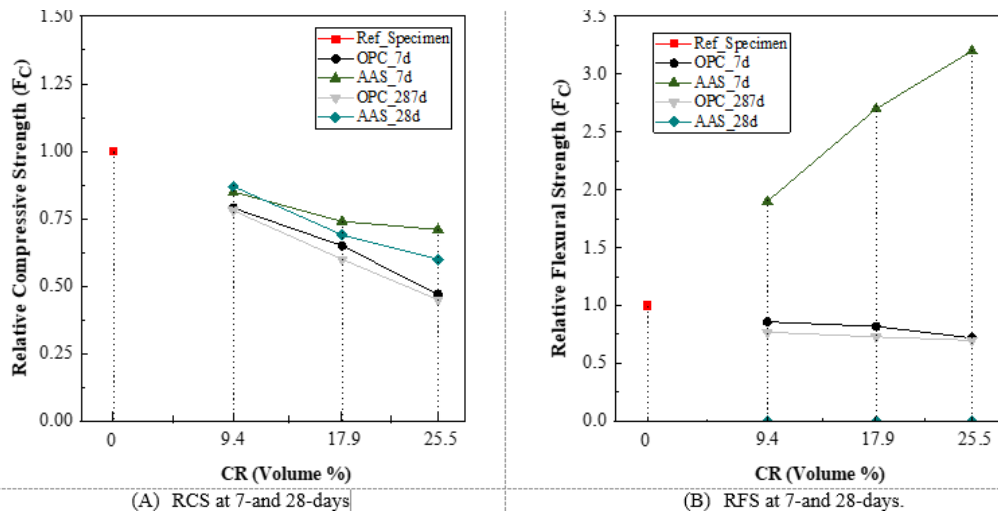 1.50
1.25
1.00
0.75
0.50
0.25
0.00
Relative Compressive Strength (FC)
Ref_Specimen
OPC_7d
AAS_7d
OPC_287d
AAS_28d
0
9.4
17.9
25.5
CR (Volume %)
(A) RCS at 7-and 28-days
3.5
3.0
2.5
2.0
1.5
1.0
0.5
0.0
Relative Flexural Strength (FC)
Ref_Specimen
OPC_7d
AAS_7d
OPC_287d
AAS_28d
0
9.4
17.9
25.5
CR (Volume %)
(B) RFS at 7-and 28-days.